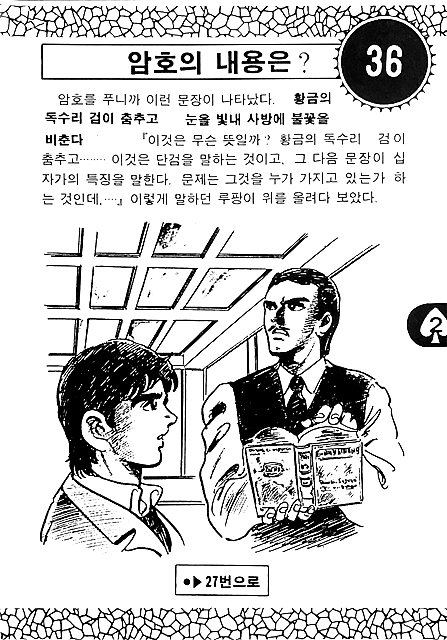 암호의 내용은?
36
암호를 푸니까 이런 문장이 나타났다. 황금의
독수리 검이 춤추고 눈을 빛내 사방에 불꽃을
비춘다 『이것은 무슨 뜻일까? 황금의 독수리 검이
춤추고…… 이것은 단검을 말하는 것이고, 그 다음 문장이 십
자가의 특징을 말한다. 문제는 그것을 누가 가지고 있는가 하
는 것인데,…』 이렇게 말하던 루팡이 위를 올려다 보았다.
2
●▶27번으로